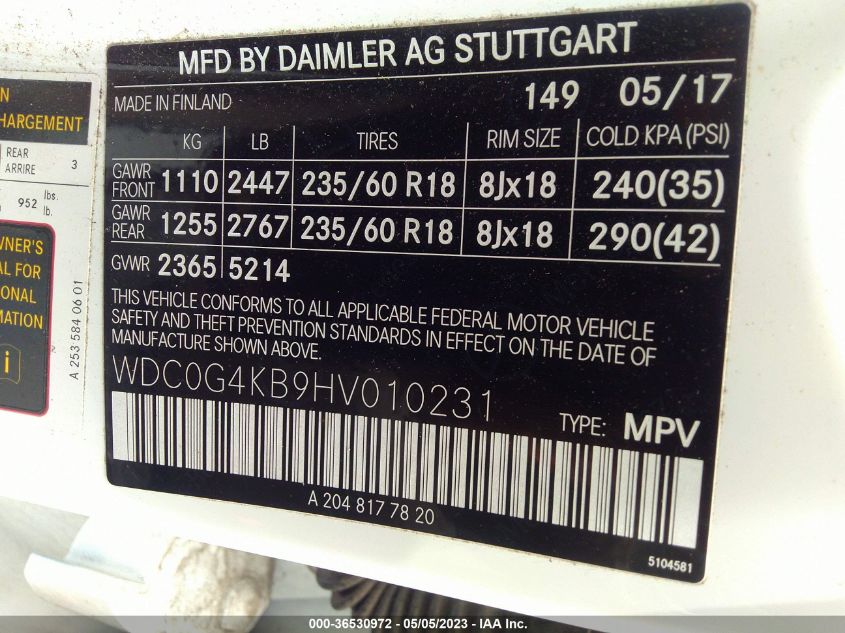 MFD BY DAIMLER AG STUTTGART
MADE IN FINLAND 149 05/17
KG LB TIRES RIM SIZE COLD KPA (PSI)
GAWR FRONT 1110 2447 235/60 R18 8Jx18 240(35)
GAWR REAR 1255 2767 235/60 R18 8Jx18 290(42)
GVWR 2365 5214
THIS VEHICLE CONFORMS TO ALL APPLICABLE FEDERAL MOTOR VEHICLE
SAFETY AND THEFT PREVENTION STANDARDS IN EFFECT ON THE DATE OF
MANUFACTURE SHOWN ABOVE.
WDC0G4KB9HV010231
TYPE: MPV
A 204 817 78 20
5104581
HARGEMENT
REAR
ARRIRE 3
952 lbs.
lb.
WNER'S
AL FOR
ONAL
MATION
i
A 253 584 06 01
000-36530972 - 05/05/2023 - IAA Inc.